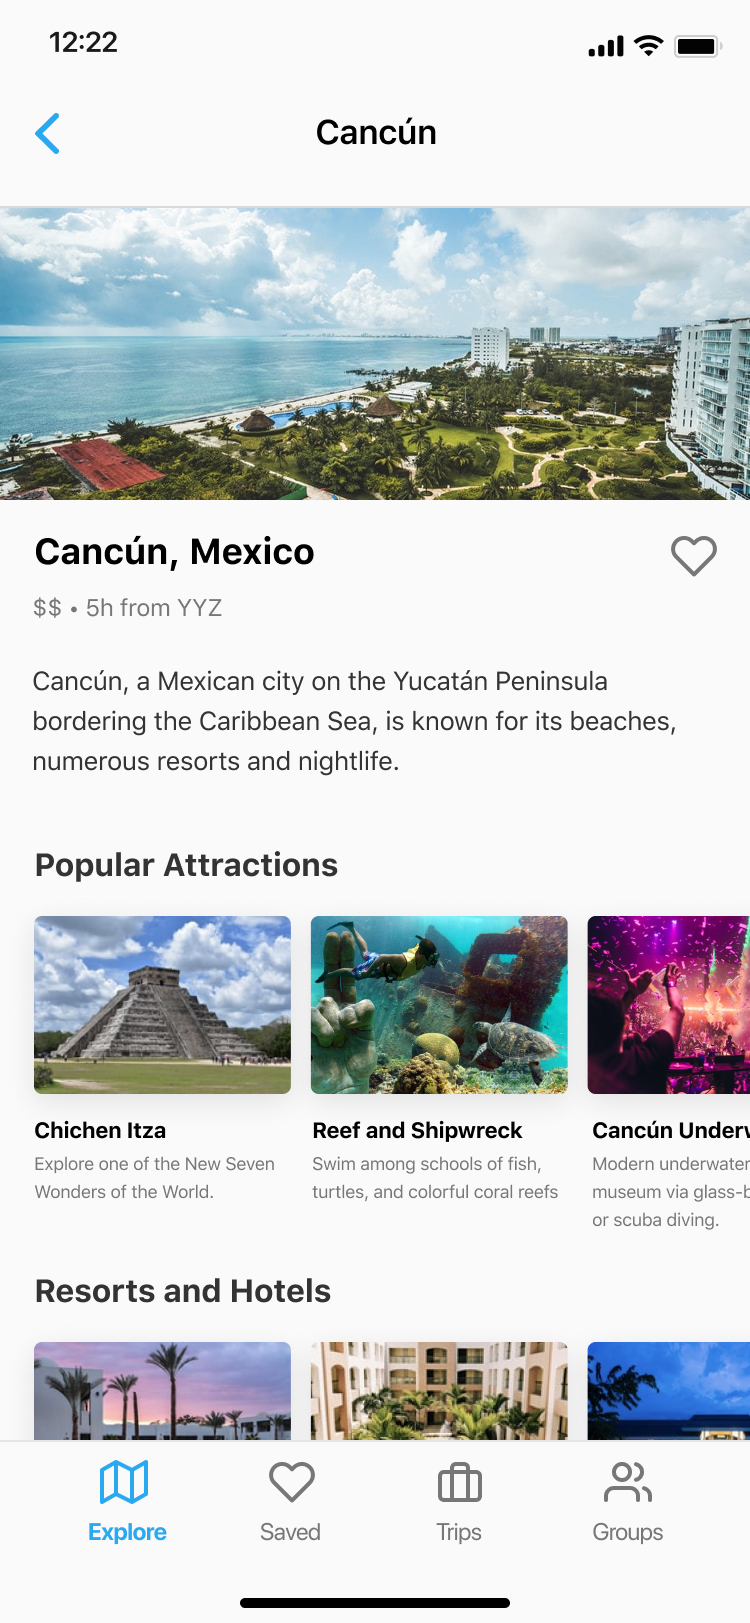 12:22
Cancún
Cancún, Mexico
$$ • 5h from YYZ
Cancún, a Mexican city on the Yucatán Peninsula
bordering the Caribbean Sea, is known for its beaches,
numerous resorts and nightlife.
Popular Attractions
Chichen Itza
Explore one of the New Seven
Wonders of the World.
Reef and Shipwreck
Swim among schools of fish,
turtles, and colorful coral reefs
Cancún Underw
Modern underwater
museum via glass-b
or scuba diving.
Resorts and Hotels
Explore
Saved
Trips
Groups